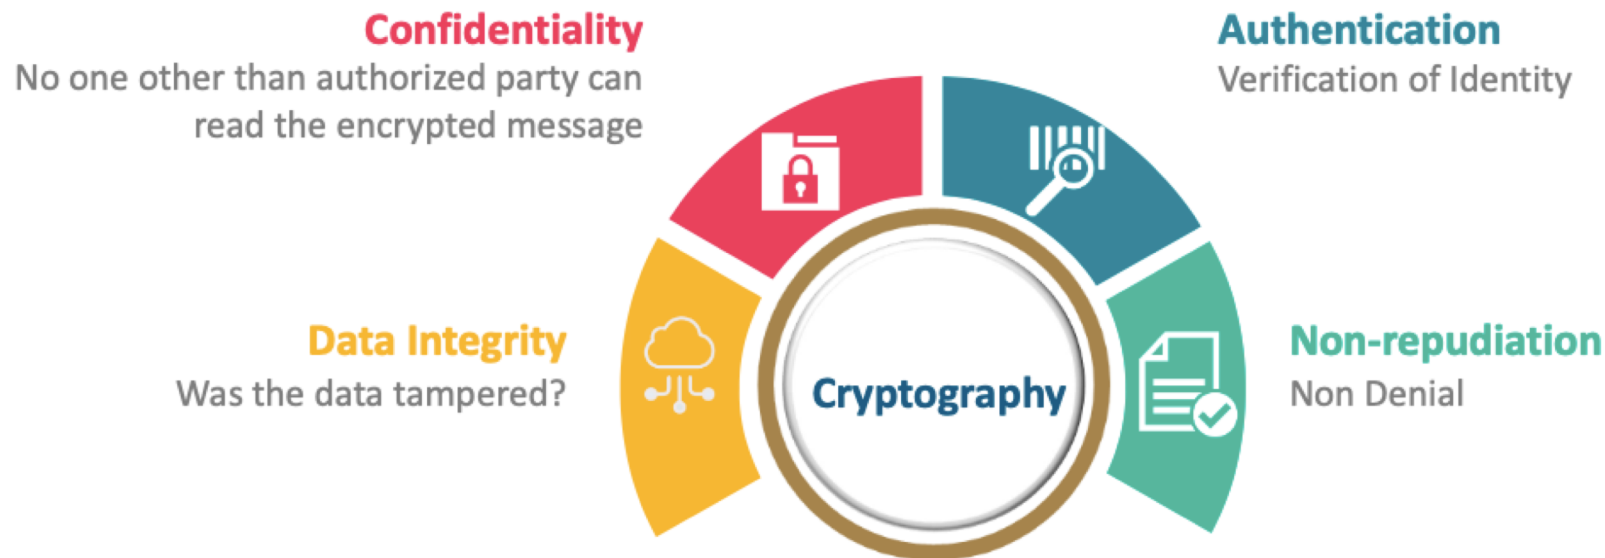 Confidentiality
No one other than authorized party can
read the encrypted message
Authentication
Verification of Identity
Data Integrity
Was the data tampered?
Cryptography
Non-repudiation
Non Denial